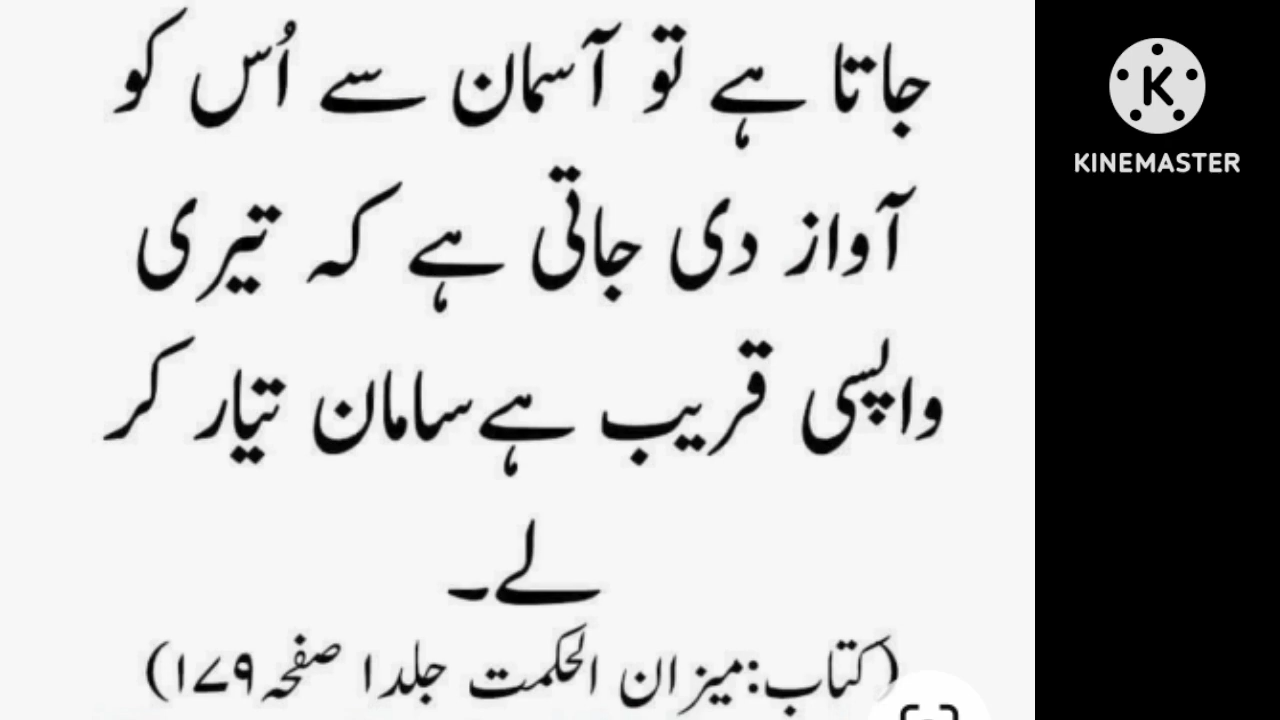 جاتا ہے تو آسمان سے اُس کو
آواز دی جاتی ہے کہ تیری
واپسی قریب ہے سامان تیار کر
لے۔
(کتاب:میزان الحکمت جلد ۱ صفحہ ۱۷۹)
K
KINEMASTER